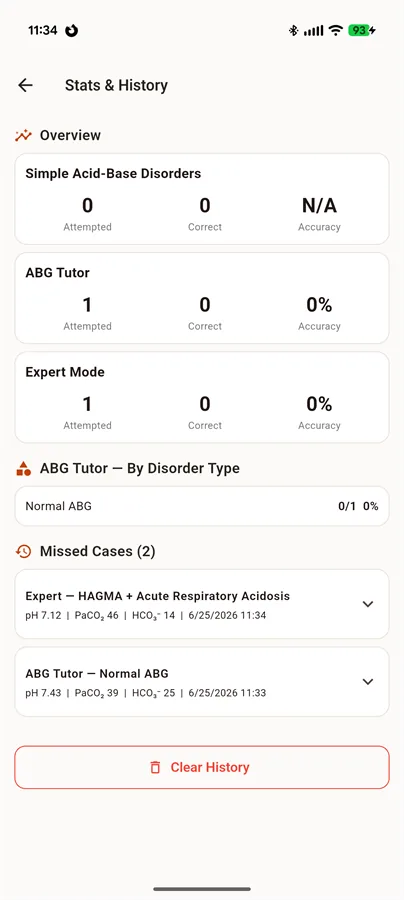 11:34
93
Stats & History
Overview
Simple Acid-Base Disorders
0 0 N/A
Attempted Correct Accuracy
ABG Tutor
1 0 0%
Attempted Correct Accuracy
Expert Mode
1 0 0%
Attempted Correct Accuracy
ABG Tutor — By Disorder Type
Normal ABG 0/1 0%
Missed Cases (2)
Expert — HAGMA + Acute Respiratory Acidosis
pH 7.12 | PaCO₂ 46 | HCO₃⁻ 14 | 6/25/2026 11:34
ABG Tutor — Normal ABG
pH 7.43 | PaCO₂ 39 | HCO₃⁻ 25 | 6/25/2026 11:33
Clear History